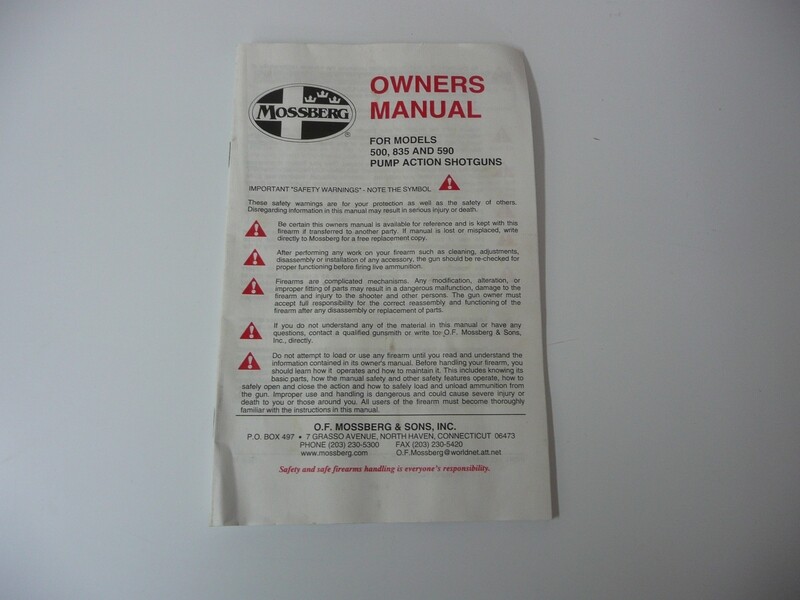 MOSSBERG
®
OWNERS
MANUAL
FOR MODELS
500, 835 AND 590
PUMP ACTION SHOTGUNS
IMPORTANT "SAFETY WARNINGS" - NOTE THE SYMBOL
These safety warnings are for your protection as well as the safety of others.
Disregarding information in this manual may result in serious injury or death.
Be certain this owners manual is available for reference and is kept with this
firearm if transferred to another party. If manual is lost or misplaced, write
directly to Mossberg for a free replacement copy.
After performing any work on your firearm such as cleaning, adjustments,
disassembly or installation of any accessory, the gun should be re-checked for
proper functioning before firing live ammunition.
Firearms are complicated mechanisms. Any modification, alteration, or
improper fitting of parts may result in a dangerous malfunction, damage to the
firearm and injury to the shooter and other persons. The gun owner must
accept full responsibility for the correct reassembly and functioning of the
firearm after any disassembly or replacement of parts.
If you do not understand any of the material in this manual or have any
questions, contact a qualified gunsmith or write to O.F. Mossberg & Sons,
Inc., directly.
Do not attempt to load or use any firearm until you read and understand the
information contained in its owner's manual. Before handling your firearm, you
should learn how it operates and how to maintain it. This includes knowing its
basic parts, how the manual safety and other safety features operate, how to
safely open and close the action and how to safely load and unload ammunition from
the gun. Improper use and handling is dangerous and could cause severe injury or
death to you or those around you. All users of the firearm must become thoroughly
familiar with the instructions in this manual.
O.F. MOSSBERG & SONS, INC.
P.O. BOX 497 • 7 GRASSO AVENUE, NORTH HAVEN, CONNECTICUT 06473
PHONE (203) 230-5300 FAX (203) 230-5420
www.mossberg.com O.F.Mossberg@worldnet.att.net
Safety and safe firearms handling is everyone's responsibility.